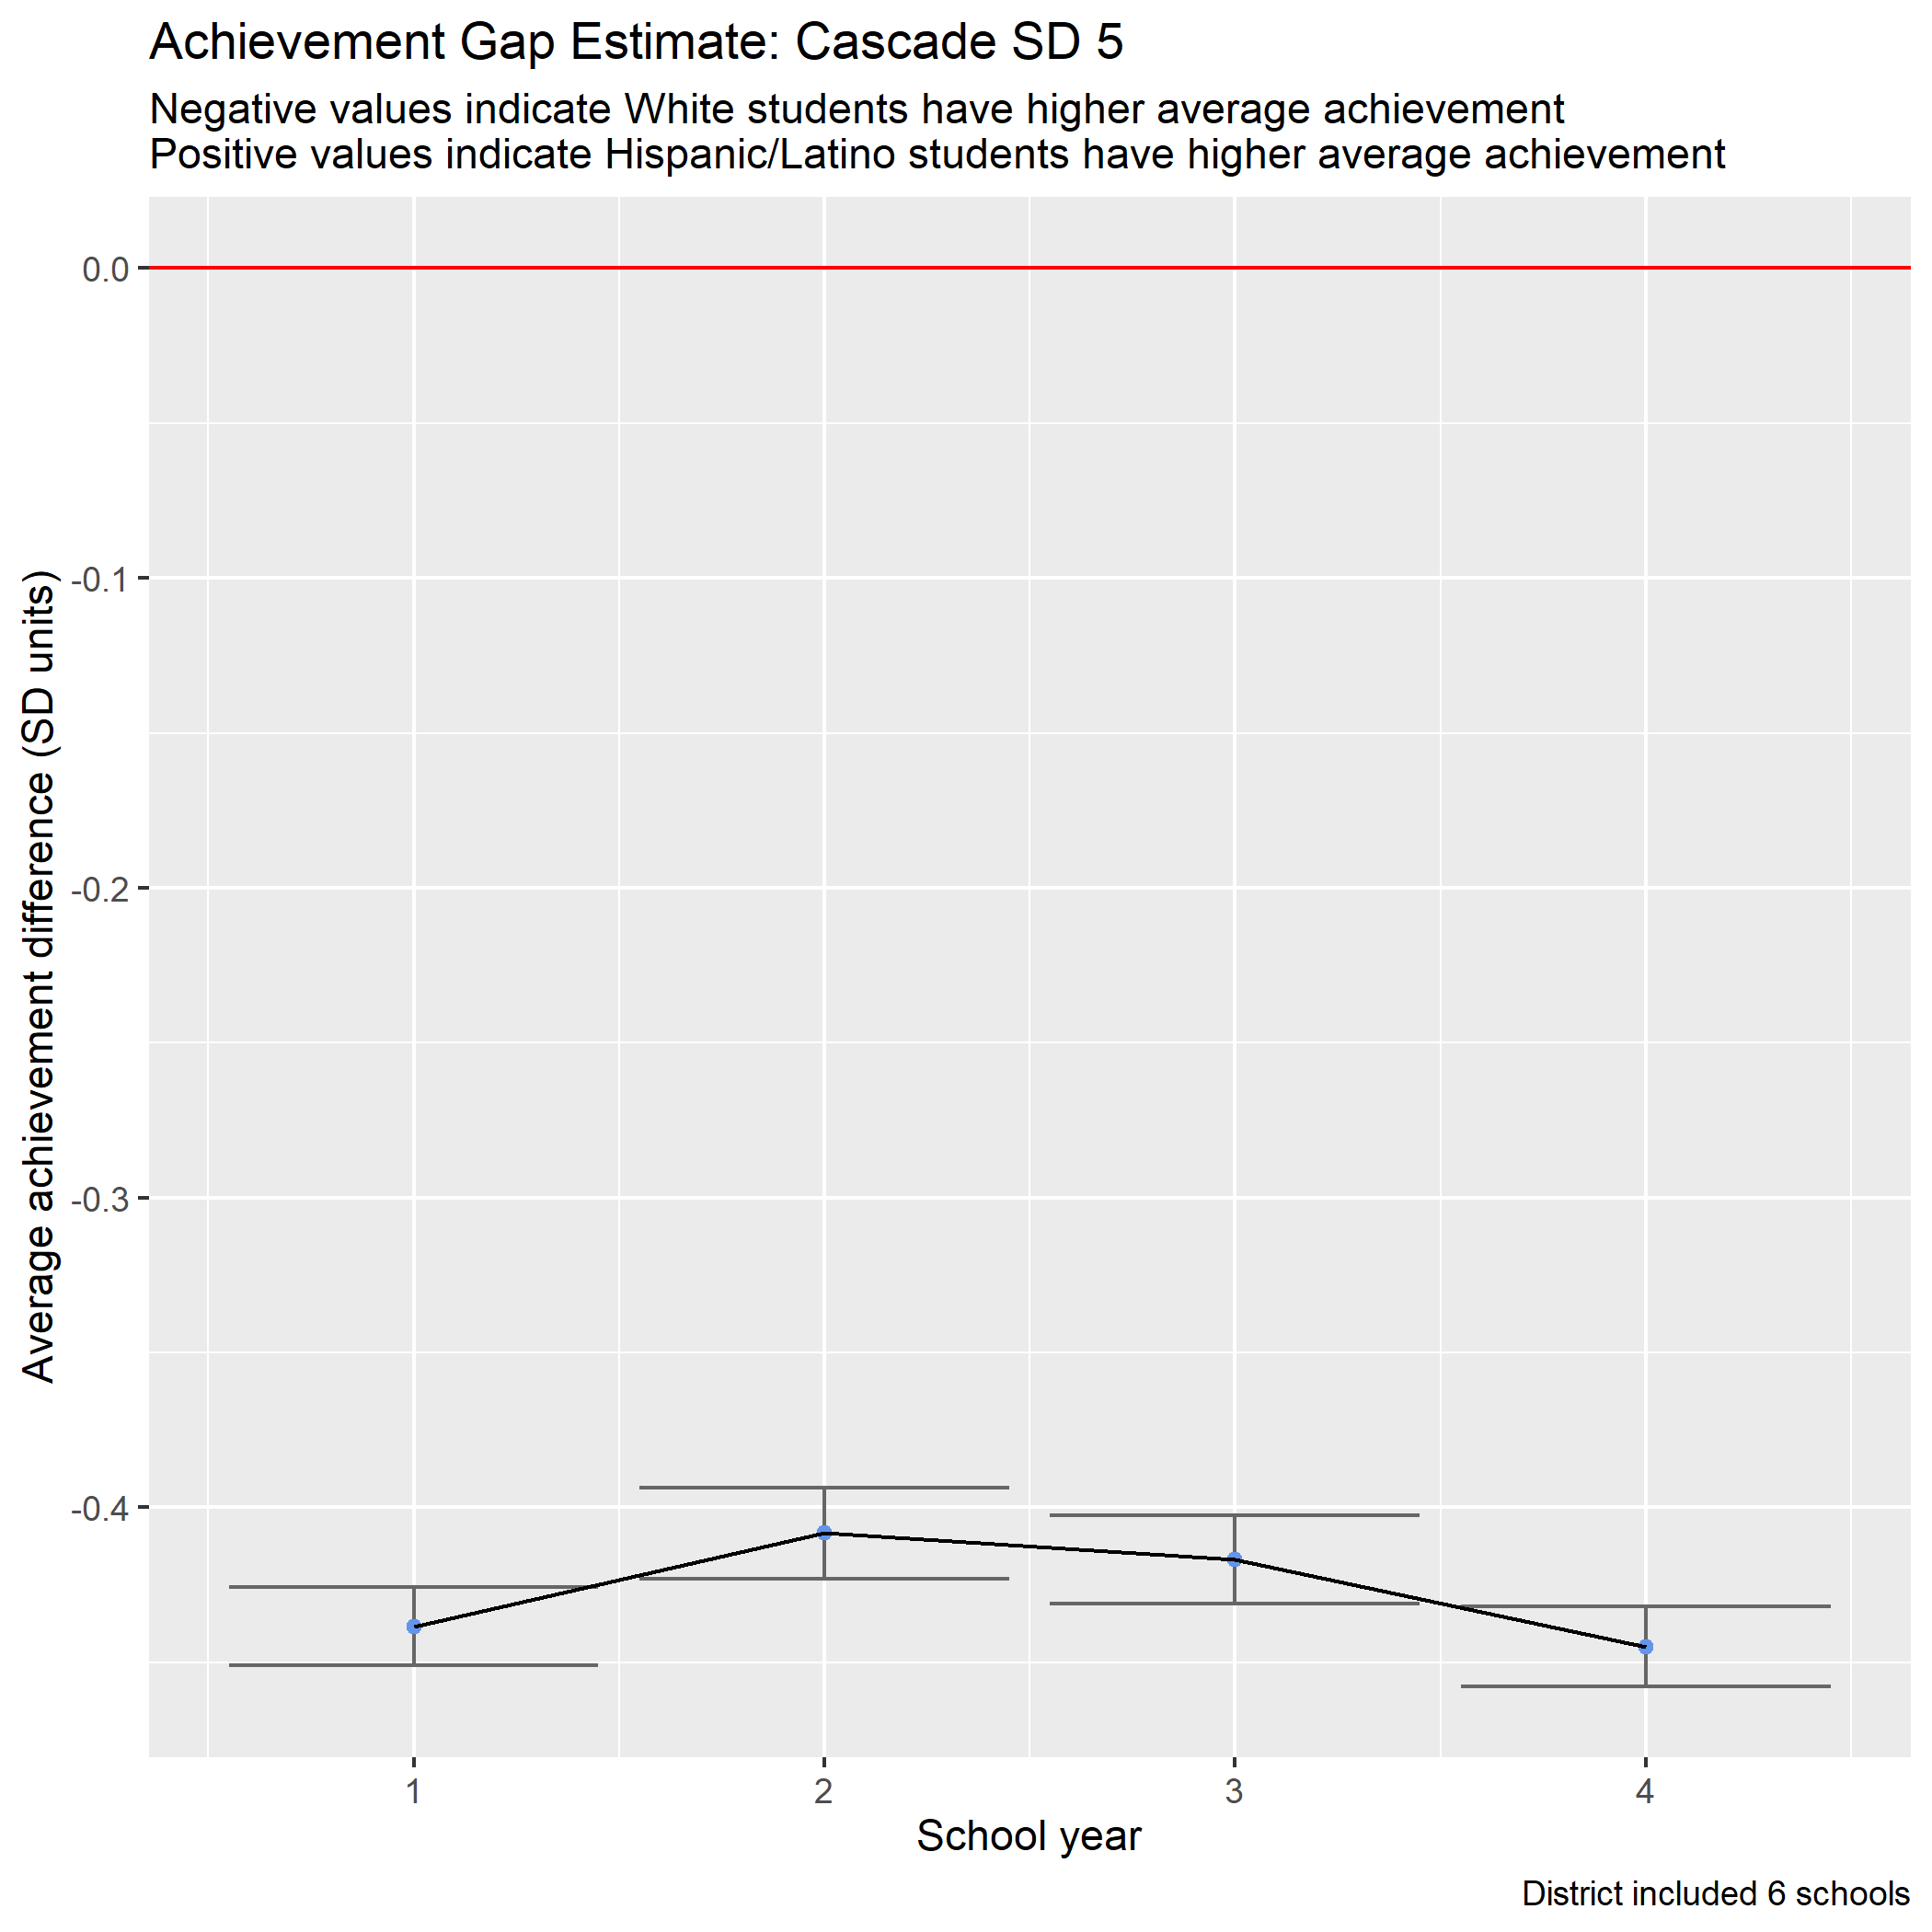 Achievement Gap Estimate: Cascade SD 5
Negative values indicate White students have higher average achievement
Positive values indicate Hispanic/Latino students have higher average achievement
Average achievement difference (SD units)
0.0
-0.1
-0.2
-0.3
-0.4
1
2
3
4
School year
District included 6 schools